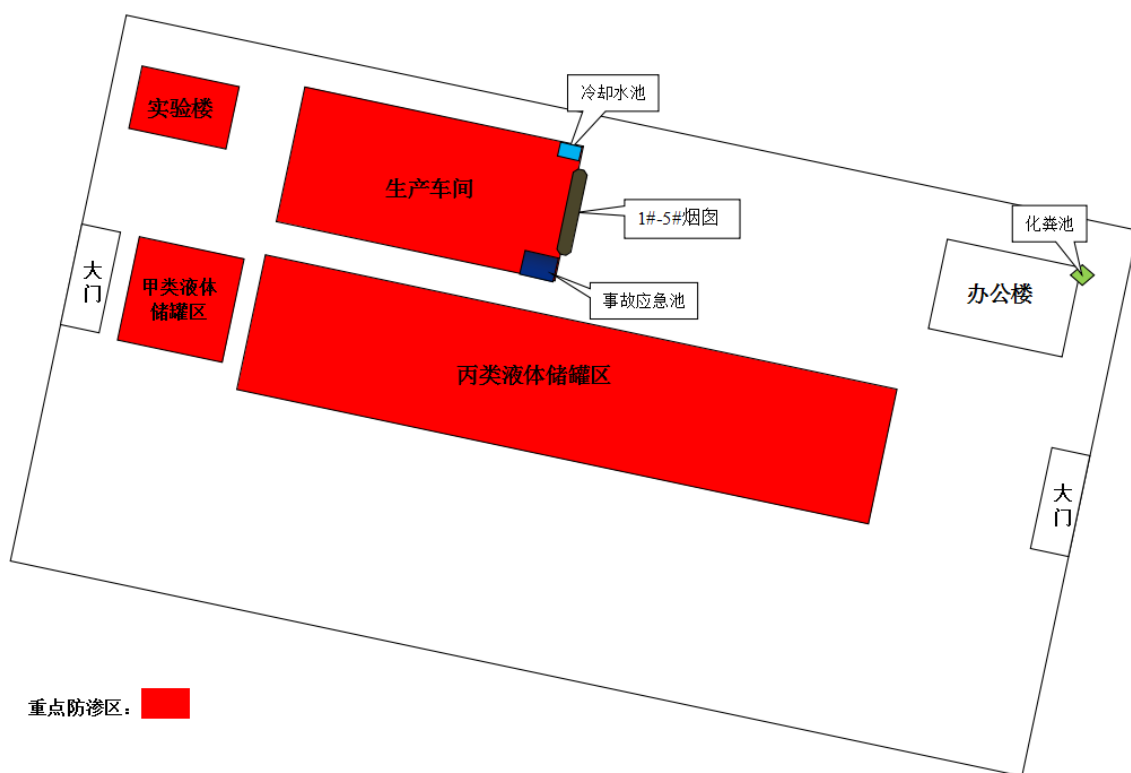 冷却水池
实验楼
生产车间
1#-5#烟囱
化粪池
大
门
甲类液体
储罐区
事故应急池
办公楼
丙类液体储罐区
大
门
重点防渗区：